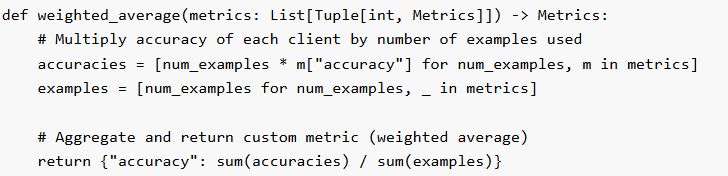 def weighted_average(metrics: List[Tuple[int, Metrics]]) -> Metrics:
    # Multiply accuracy of each client by number of examples used
    accuracies = [num_examples * m["accuracy"] for num_examples, m in metrics]
    examples = [num_examples for num_examples, _ in metrics]

    # Aggregate and return custom metric (weighted average)
    return {"accuracy": sum(accuracies) / sum(examples)}